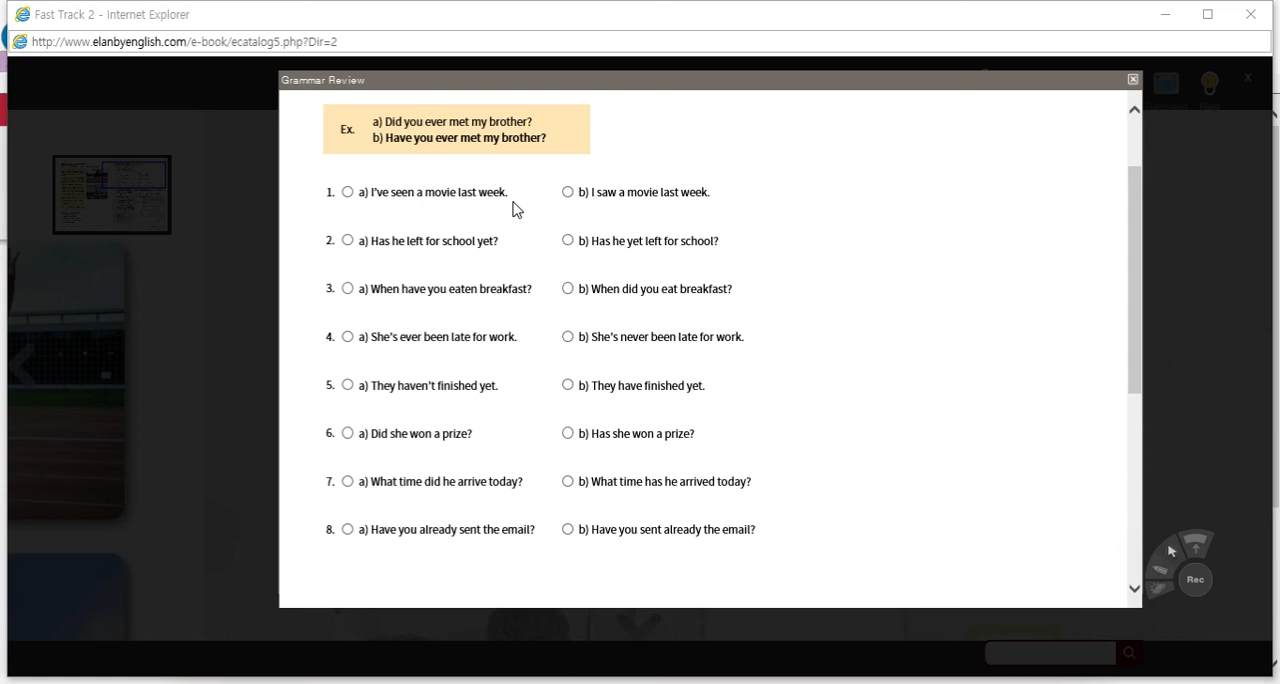 Fast Track 2 - Internet Explorer
http://www.elanbyenglish.com/e-book/ecatalog5.php?Dir=2
Grammar Review
Ex.
a) Did you ever met my brother?
b) Have you ever met my brother?
1. a) I've seen a movie last week. b) I saw a movie last week.
2. a) Has he left for school yet? b) Has he yet left for school?
3. a) When have you eaten breakfast? b) When did you eat breakfast?
4. a) She's ever been late for work. b) She's never been late for work.
5. a) They haven't finished yet. b) They have finished yet.
6. a) Did she won a prize? b) Has she won a prize?
7. a) What time did he arrive today? b) What time has he arrived today?
8. a) Have you already sent the email? b) Have you sent already the email?
Rec